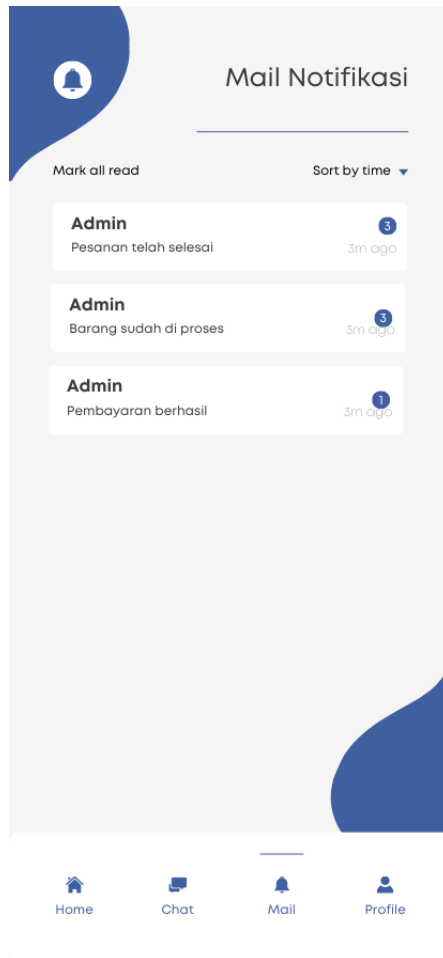 Mail Notifikasi
Mark all read
Sort by time
Admin
3
Pesanan telah selesai
3m ago
Admin
3
Barang sudah di proses
3m ago
Admin
1
Pembayaran berhasil
3m ago
Home
Chat
Mail
Profile